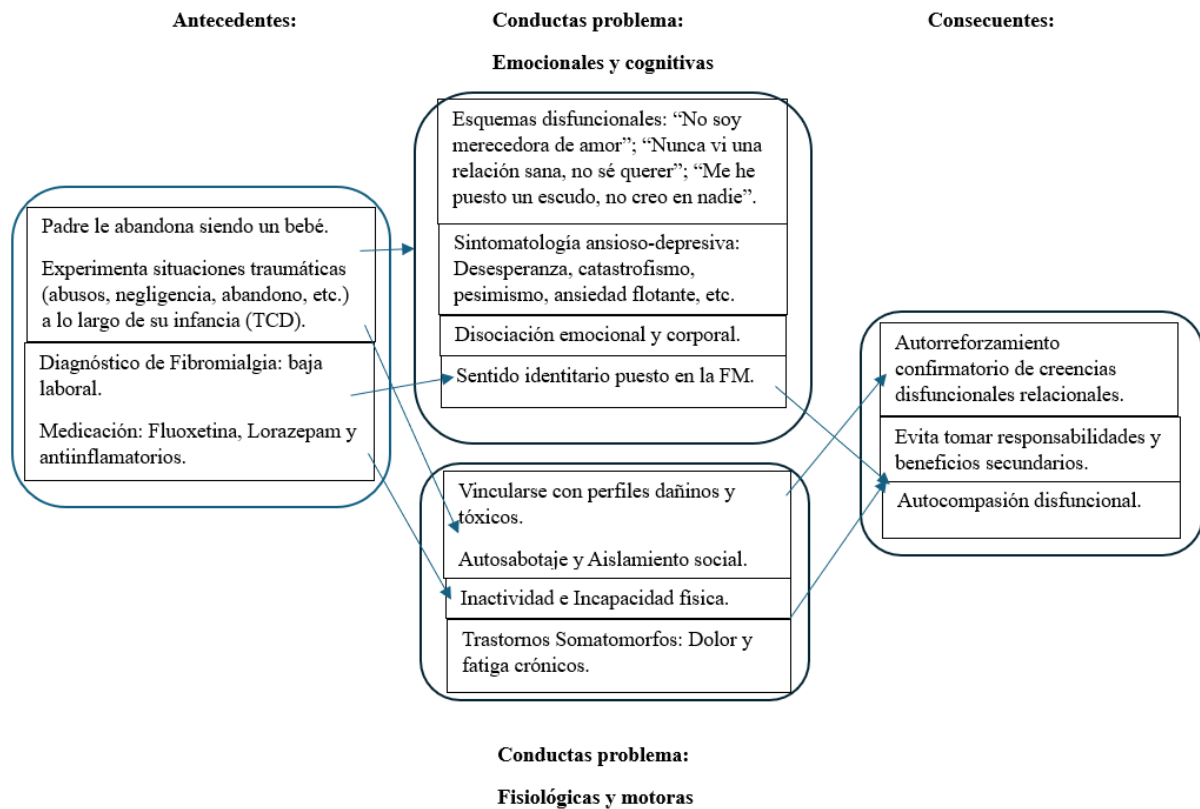 Antecedentes:
Conductas problema:
Consecuentes:
Emocionales y cognitivas
Padre le abandona siendo un bebé.
Experimenta situaciones traumáticas
(abusos, negligencia, abandono, etc.)
a lo largo de su infancia (TCD).
Diagnóstico de Fibromialgia: baja
laboral.
Medicación: Fluoxetina, Lorazepam y
antiinflamatorios.
Esquemas disfuncionales: “No soy
merecedora de amor”; “Nunca vi una
relación sana, no sé querer”; “Me he
puesto un escudo, no creo en nadie”.
Sintomatología ansioso-depresiva:
Desesperanza, catastrofismo,
pesimismo, ansiedad flotante, etc.
Disociación emocional y corporal.
Sentido identitario puesto en la FM.
Vincularse con perfiles dañinos y
tóxicos.
Autosabotaje y Aislamiento social.
Inactividad e Incapacidad física.
Trastornos Somatomorfos: Dolor y
fatiga crónicos.
Autorreforzamiento
confirmatorio de creencias
disfuncionales relacionales.
Evita tomar responsabilidades y
beneficios secundarios.
Autocompasión disfuncional.
Conductas problema:
Fisiológicas y motoras